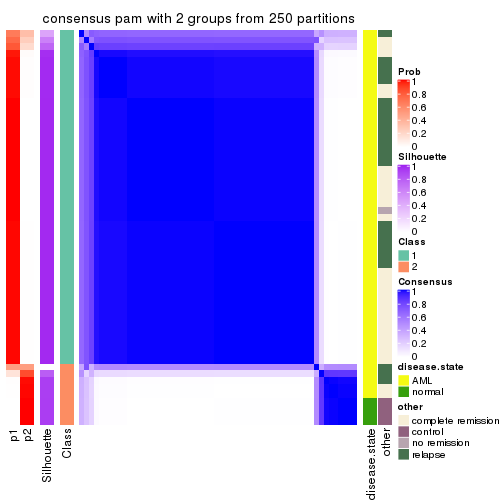 consensus pam with 2 groups from 250 partitions
Prob
1
0.8
0.6
0.4
0.2
0
Silhouette
1
0.8
0.6
0.4
0.2
0
Class
1
2
Consensus
1
0.8
0.6
0.4
0.2
0
disease.state
AML
normal
other
complete remission
control
no remission
relapse
p1
p2
Silhouette
Class
disease.state
other